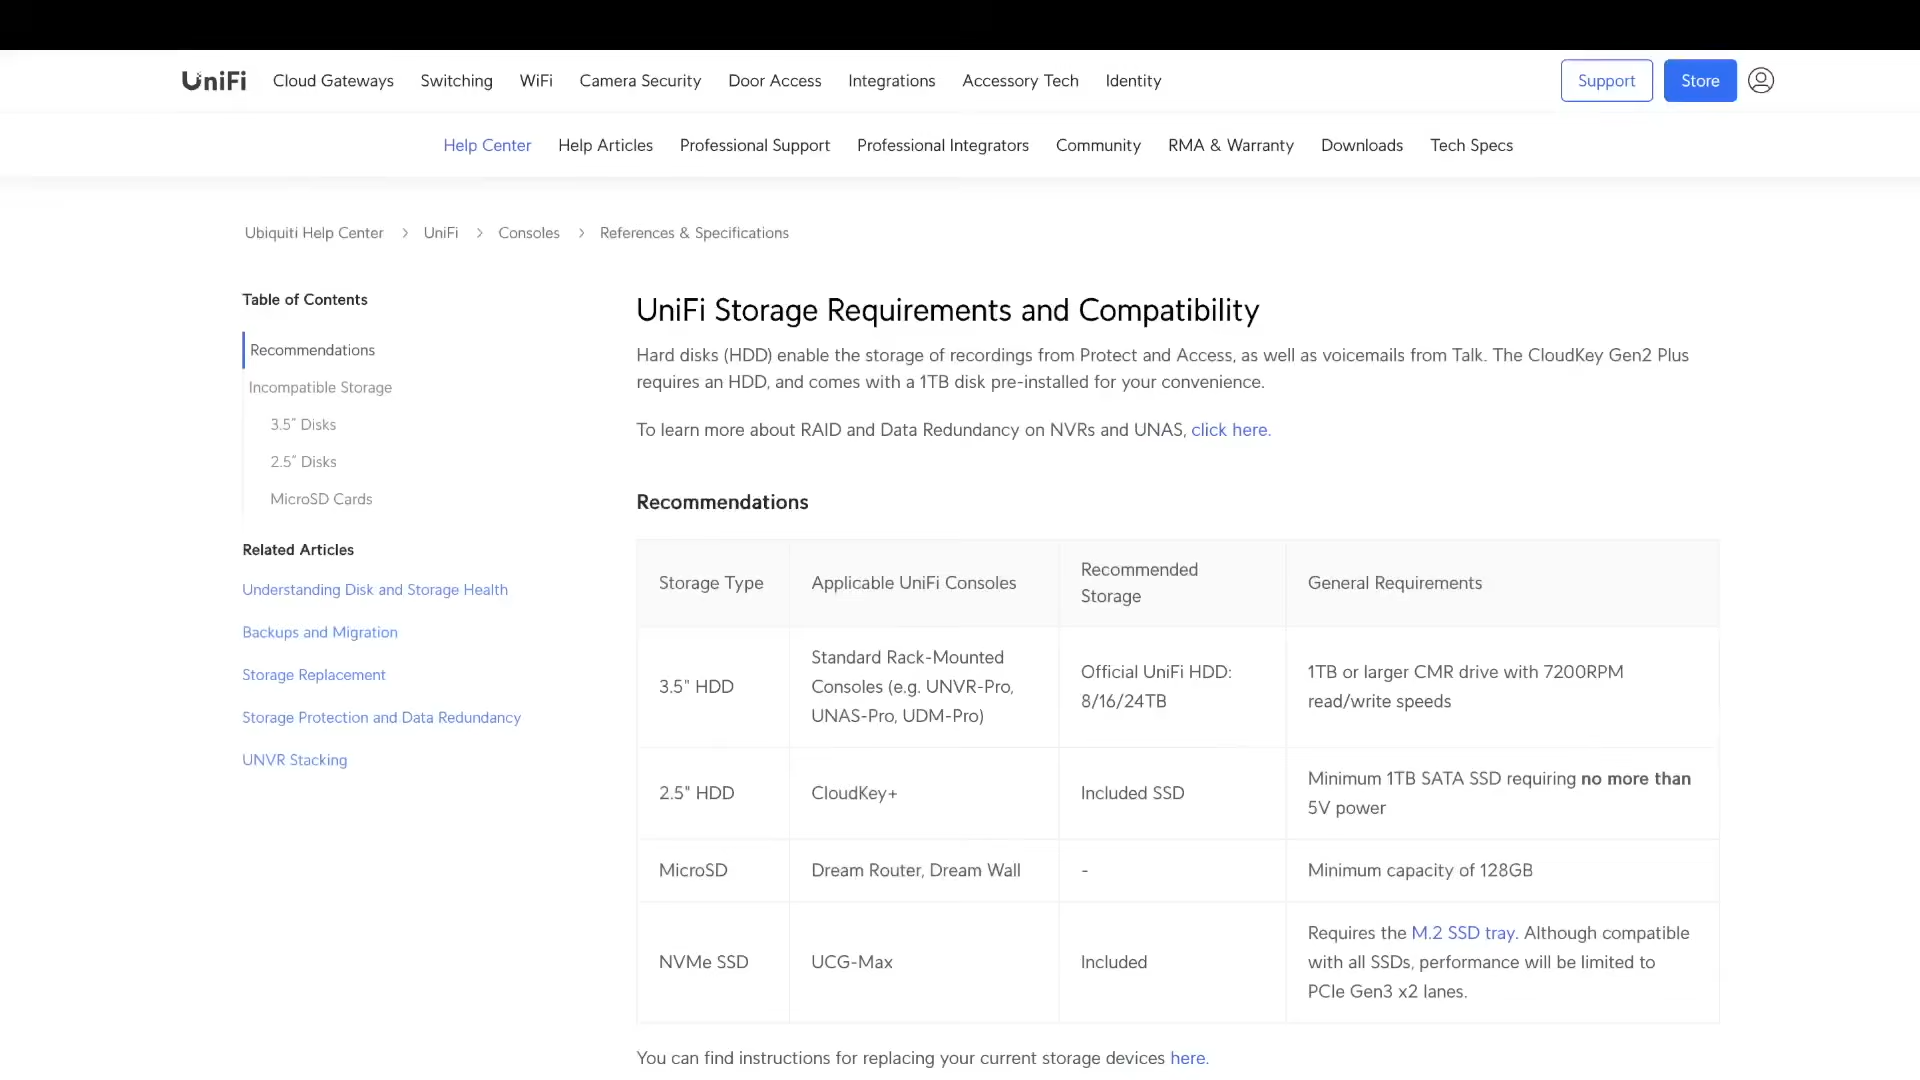 UniFi Cloud Gateways Switching WiFi Camera Security Door Access Integrations Accessory Tech Identity Support Store
Help Center Help Articles Professional Support Professional Integrators Community RMA & Warranty Downloads Tech Specs
Ubiquiti Help Center > UniFi > Consoles > References & Specifications
Table of Contents
Recommendations
Incompatible Storage
3.5" Disks
2.5" Disks
MicroSD Cards
Related Articles
Understanding Disk and Storage Health
Backups and Migration
Storage Replacement
Storage Protection and Data Redundancy
UNVR Stacking
UniFi Storage Requirements and Compatibility
Hard disks (HDD) enable the storage of recordings from Protect and Access, as well as voicemails from Talk. The CloudKey Gen2 Plus
requires an HDD, and comes with a 1TB disk pre-installed for your convenience.
To learn more about RAID and Data Redundancy on NVRs and UNAS, click here.
Recommendations
Storage Type
Applicable UniFi Consoles
Recommended
Storage
General Requirements
3.5" HDD
Standard Rack-Mounted
Consoles (e.g. UNVR-Pro,
UNAS-Pro, UDM-Pro)
Official UniFi HDD:
8/16/24TB
1TB or larger CMR drive with 7200RPM
read/write speeds
2.5" HDD
CloudKey+
Included SSD
Minimum 1TB SATA SSD requiring no more than
5V power
MicroSD
Dream Router, Dream Wall
-
Minimum capacity of 128GB
NVMe SSD
UCG-Max
Included
Requires the M.2 SSD tray. Although compatible
with all SSDs, performance will be limited to
PCIe Gen3 x2 lanes.
You can find instructions for replacing your current storage devices here.